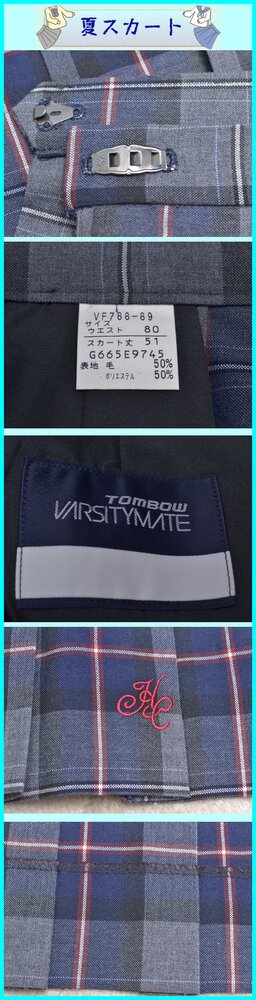 夏スカート
VF788-89
サイズ
ウエスト 80
スカート丈 51
G665E9745
表地 毛 50%
ポリエステル 50%
TOMBOW
VARSITYMATE
HC